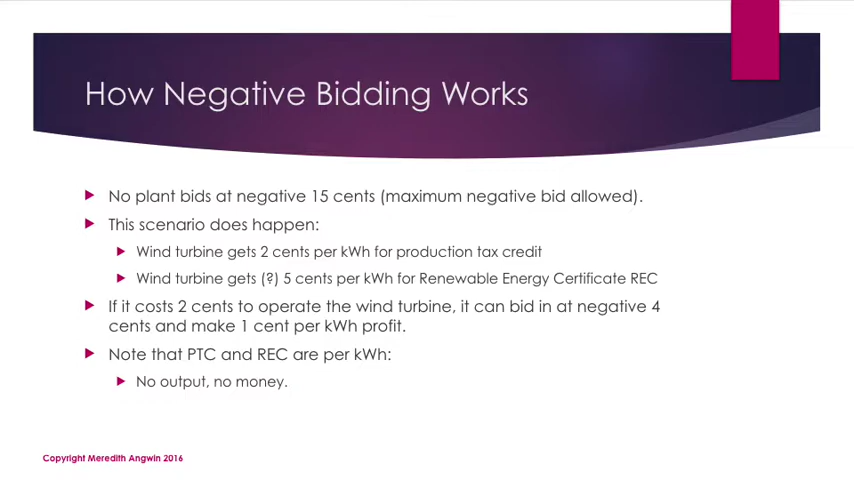 How Negative Bidding Works
No plant bids at negative 15 cents (maximum negative bid allowed).
This scenario does happen:
Wind turbine gets 2 cents per kWh for production tax credit
Wind turbine gets (?) 5 cents per kWh for Renewable Energy Certificate REC
If it costs 2 cents to operate the wind turbine, it can bid in at negative 4
cents and make 1 cent per kWh profit.
Note that PTC and REC are per kWh:
No output, no money.
Copyright Meredith Angwin 2016